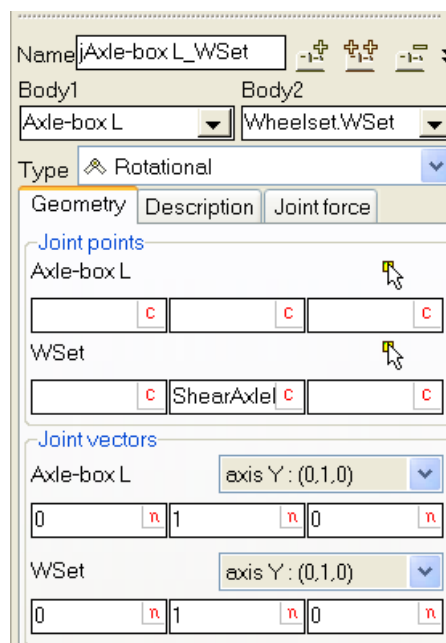 Name jAxle-box L_WSet
Body1 Body2
Axle-box L Wheelset.WSet
Type Rotational
Geometry Description Joint force
Joint points
Axle-box L
C C C
WSet
C ShearAxlel C C
Joint vectors
Axle-box L axis Y : (0,1,0)
0 n 1 n 0 n
WSet axis Y : (0,1,0)
0 n 1 n 0 n